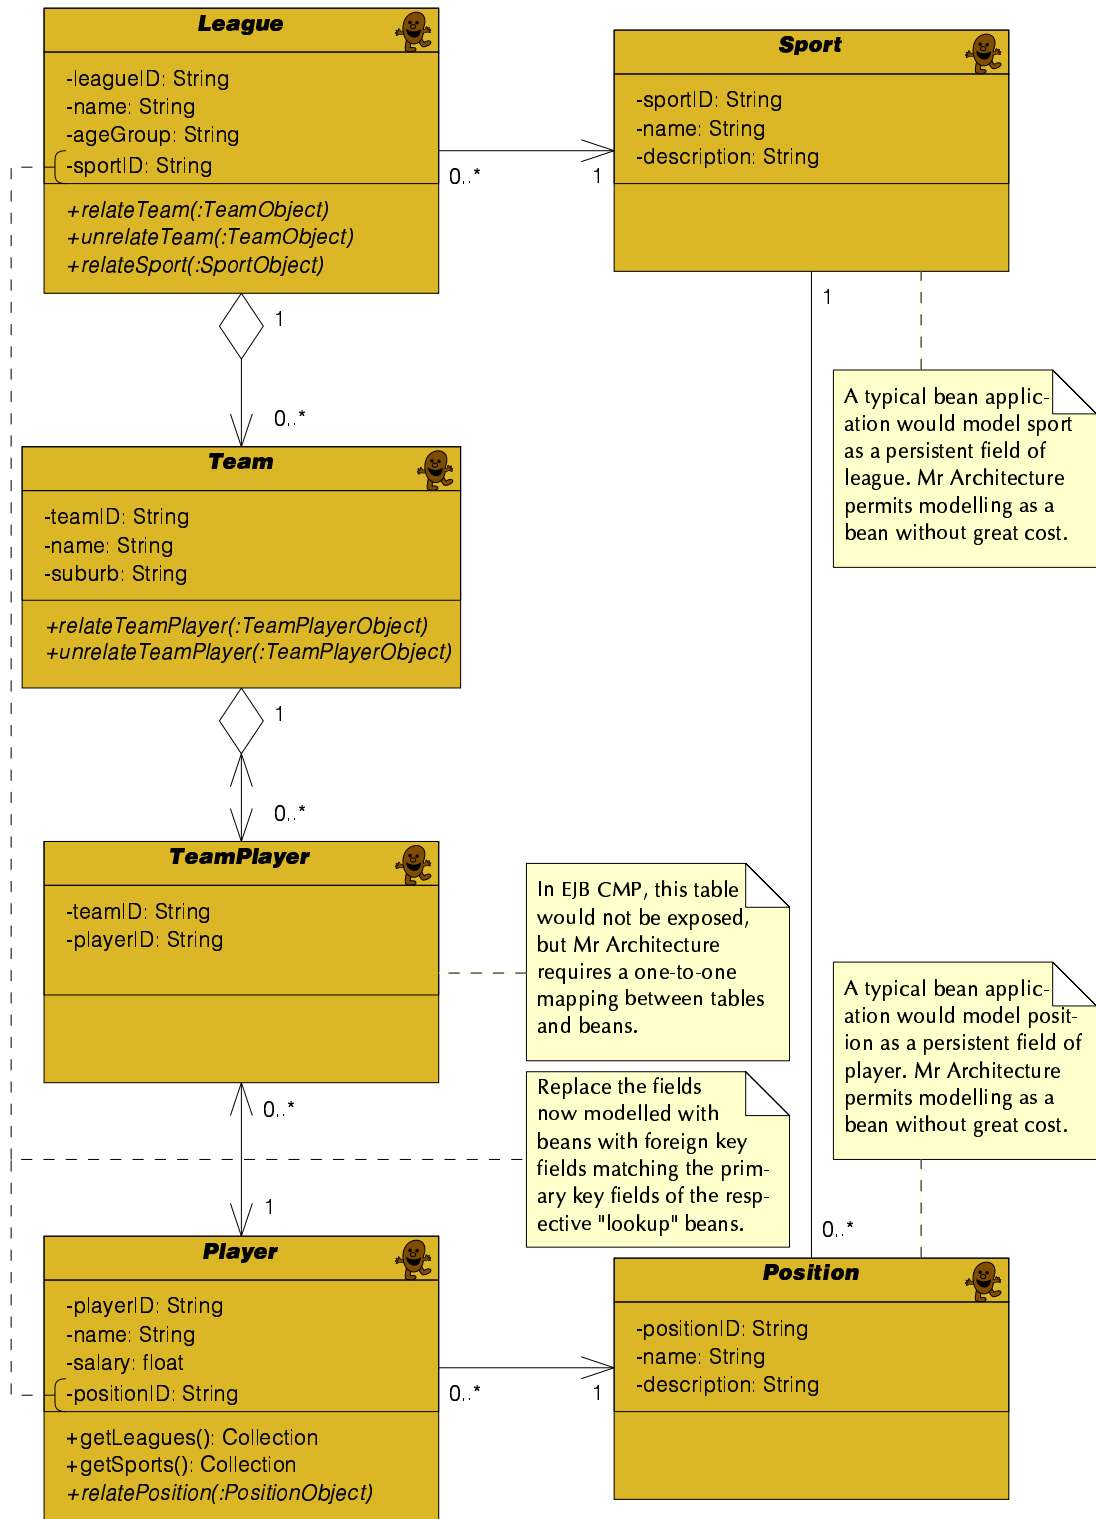 League
-leagueID: String
-name: String
-ageGroup: String
-sportID: String
+relateTeam(:TeamObject)
+unrelateTeam(:TeamObject)
+relateSport(:SportObject)
0..*
1
Sport
-sportID: String
-name: String
-description: String
1
0..*
1
A typical bean applic-
ation would model sport
as a persistent field of
league. Mr Architecture
permits modelling as a
bean without great cost.
Team
-teamID: String
-name: String
-suburb: String
+relateTeamPlayer(:TeamPlayerObject)
+unrelateTeamPlayer(:TeamPlayerObject)
1
0..*
TeamPlayer
-teamID: String
-playerID: String
In EJB CMP, this table
would not be exposed,
but Mr Architecture
requires a one-to-one
mapping between tables
and beans.
A typical bean applic-
ation would model posit-
ion as a persistent field of
player. Mr Architecture
permits modelling as a
bean without great cost.
Replace the fields
now modelled with
beans with foreign key
fields matching the prim-
ary key fields of the resp-
ective "lookup" beans.
0..*
1
0..*
Player
-playerID: String
-name: String
-salary: float
-positionID: String
+getLeagues(): Collection
+getSports(): Collection
+relatePosition(:PositionObject)
0..*
1
Position
-positionID: String
-name: String
-description: String